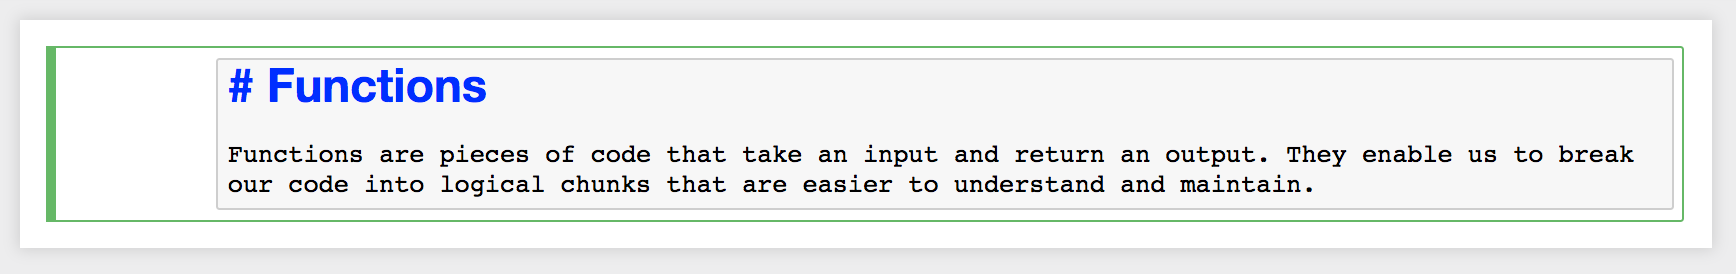 # Functions
Functions are pieces of code that take an input and return an output. They enable us to break
our code into logical chunks that are easier to understand and maintain.